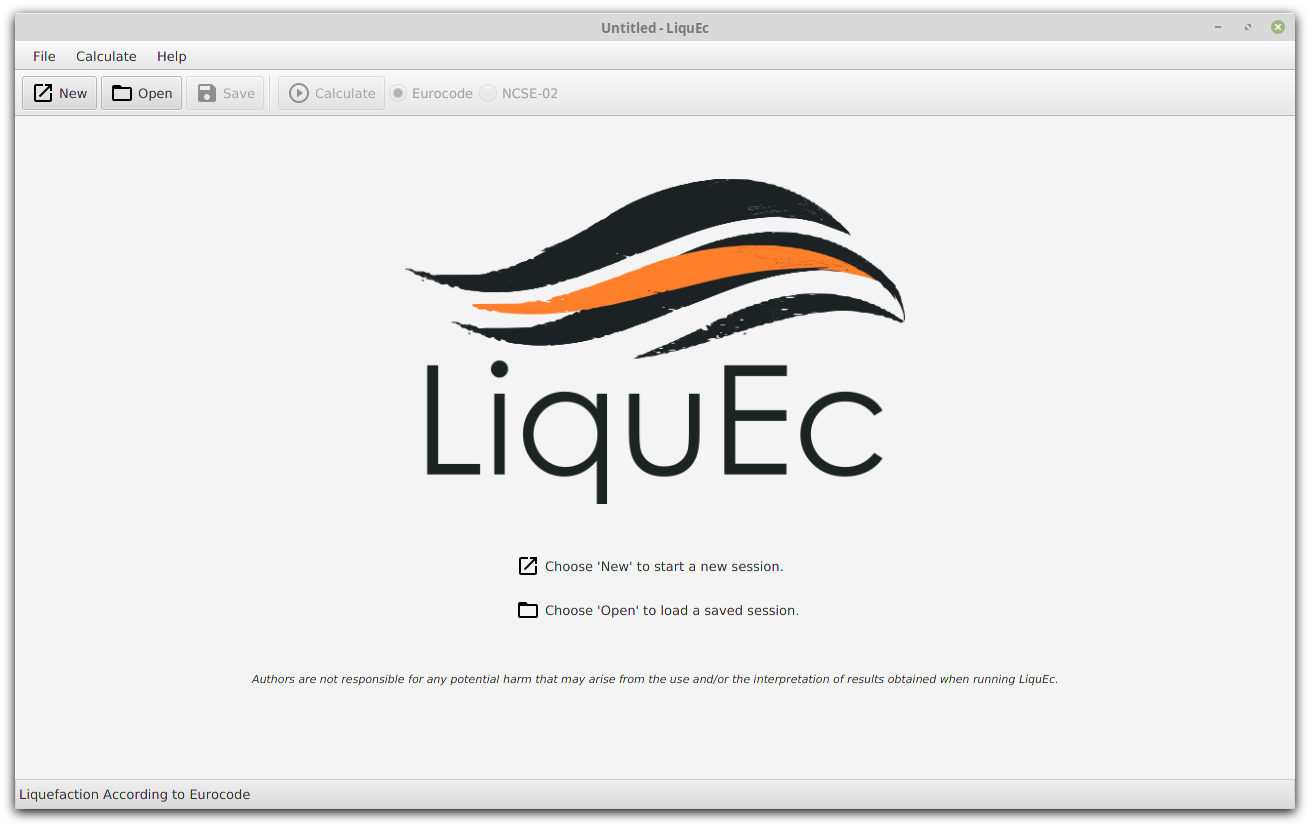 Untitled - LiquEc
File Calculate Help
New Open Save Calculate Eurocode NCSE-02
LiquEc
Choose 'New' to start a new session.
Choose 'Open' to load a saved session.
Authors are not responsible for any potential harm that may arise from the use and/or the interpretation of results obtained when running LiquEc.
Liquefaction According to Eurocode